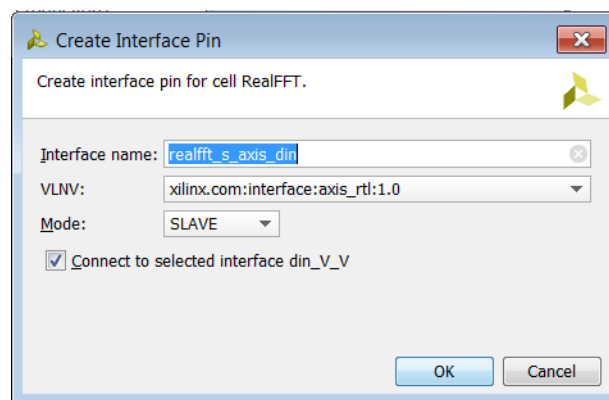 Create Interface Pin
Create interface pin for cell RealFFT.
Interface name: realfft_s_axis_din
VLNV: xilinx.com:interface:axis_rtl:1.0
Mode: SLAVE
Connect to selected interface din_V_V
OK Cancel